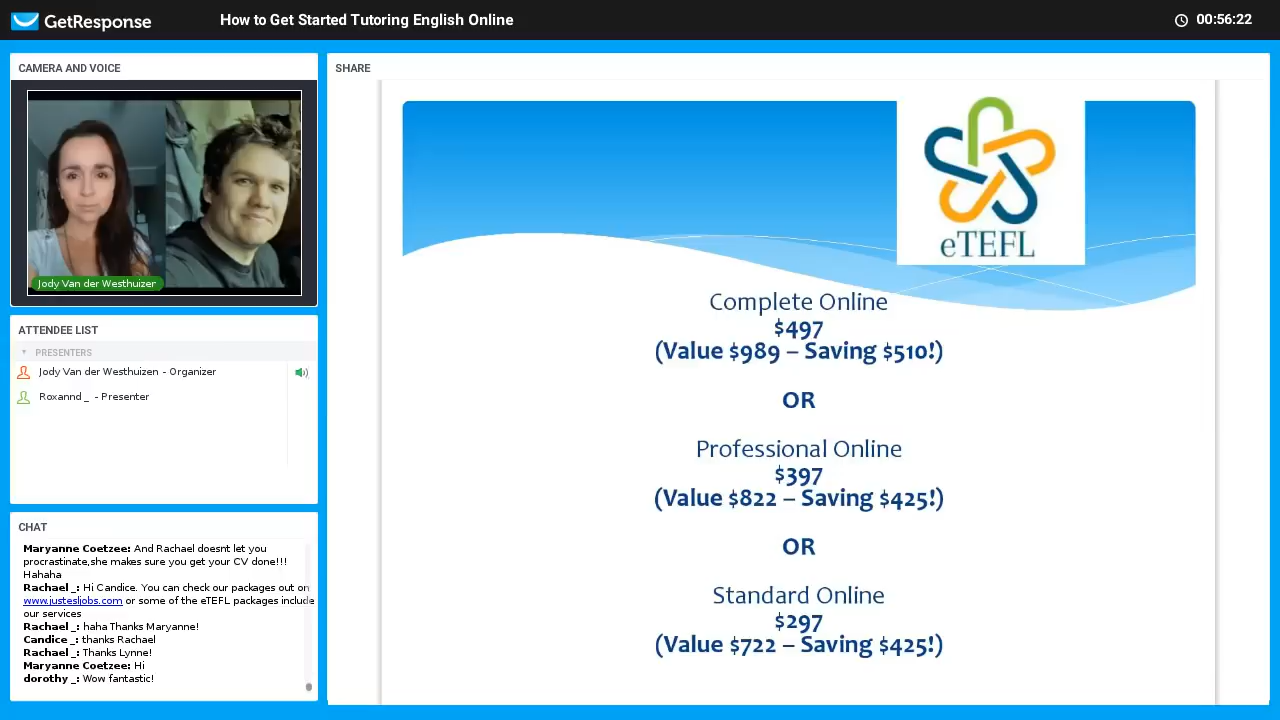 GetResponse
How to Get Started Tutoring English Online
00:56:22
CAMERA AND VOICE
Jody Van der Westhuizer
ATTENDEE LIST
PRESENTERS
Jody Van der Westhuizen - Organizer
Roxannd _ - Presenter
CHAT
Maryanne Coetzee: And Rachael doesnt let you
procrastinate,she makes sure you get your CV done!!!
Hahaha
Rachael _: Hi Candice. You can check our packages out on
www.justesljobs.com or some of the eTEFL packages include
our services
Rachael _: haha Thanks Maryanne!
Candice _: thanks Rachael
Rachael _: Thanks Lynne!
Maryanne Coetzee: Hi
dorothy _: Wow fantastic!
SHARE
eTEFL
Complete Online
$497
(Value $989 – Saving $510!)
OR
Professional Online
$397
(Value $822 – Saving $425!)
OR
Standard Online
$297
(Value $722 – Saving $425!)